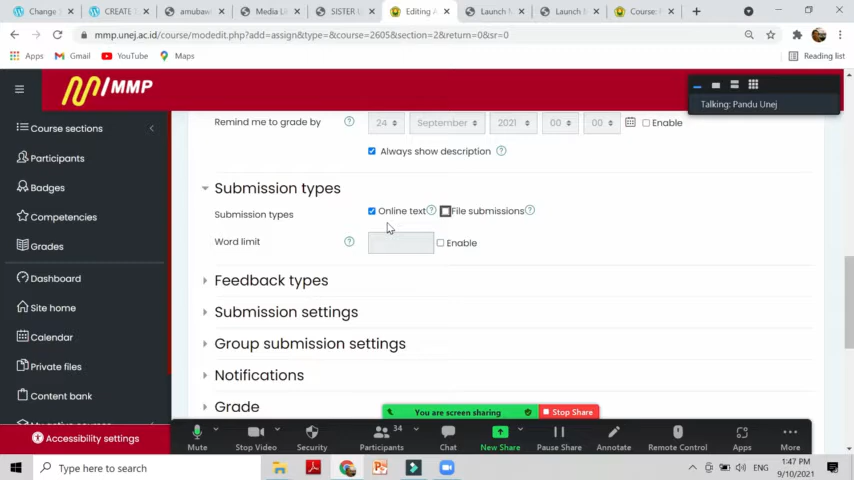 Change
CREATE
amubaw
Media Li
SISTER U
Editing A
Launch
Launch M
Course:
mmp.unej.ac.id/course/modedit.php?add=assign&type=&course=2605&section=2&return=0&sr=0
Apps
Gmail
YouTube
Maps
Reading list
MMP
Talking: Pandu Unej
Course sections
Participants
Badges
Competencies
Grades
Dashboard
Site home
Calendar
Private files
Content bank
Accessibility settings
Remind me to grade by
24 September 2021 00 00 Enable
Always show description
Submission types
Submission types
Online text File submissions
Word limit
Enable
Feedback types
Submission settings
Group submission settings
Notifications
Grade
You are screen sharing
Stop Share
34
Mute
Stop Video
Security
Participants
Chat
New Share
Pause Share
Annotate
Remote Control
Apps
More
Type here to search
ENG
1:47 PM
9/10/2021